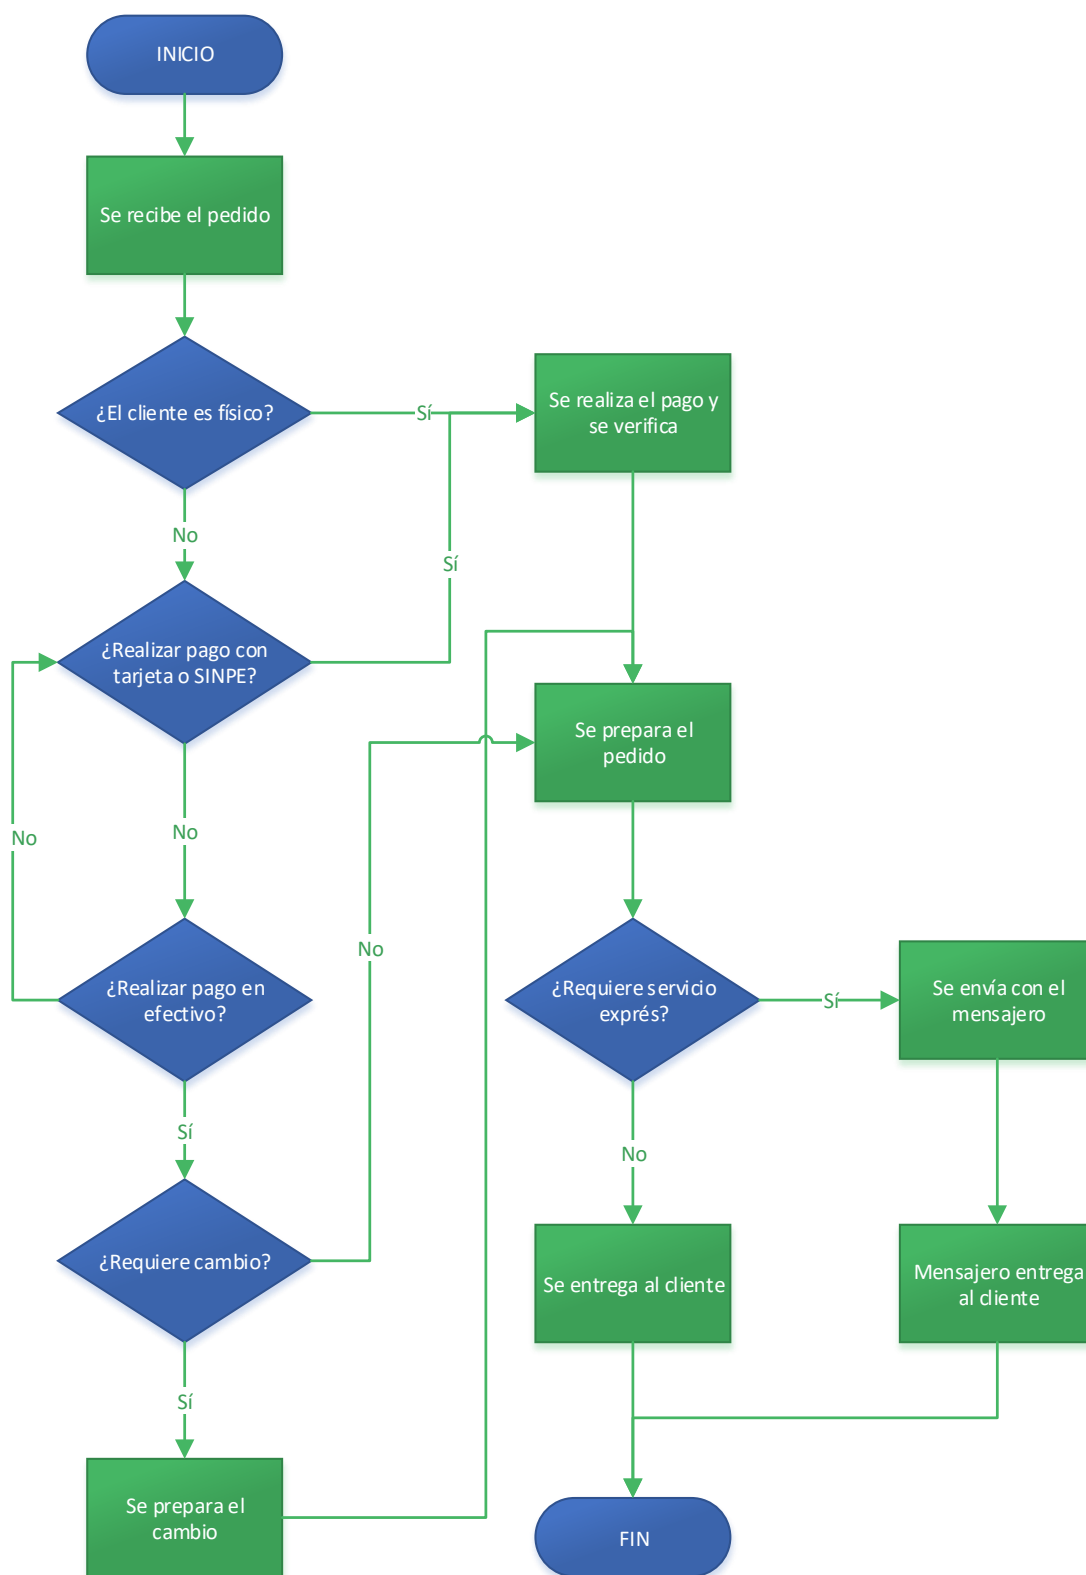 INICIO
Se recibe el pedido
¿El cliente es físico?
Sí
Se realiza el pago y
se verifica
No
Sí
¿Realizar pago con
tarjeta o SINPE?
Se prepara el
pedido
No
No
No
¿Realizar pago en
efectivo?
¿Requiere servicio
exprés?
Sí
Se envía con el
mensajero
Sí
No
¿Requiere cambio?
Se entrega al cliente
Mensajero entrega
al cliente
Sí
Se prepara el
cambio
FIN